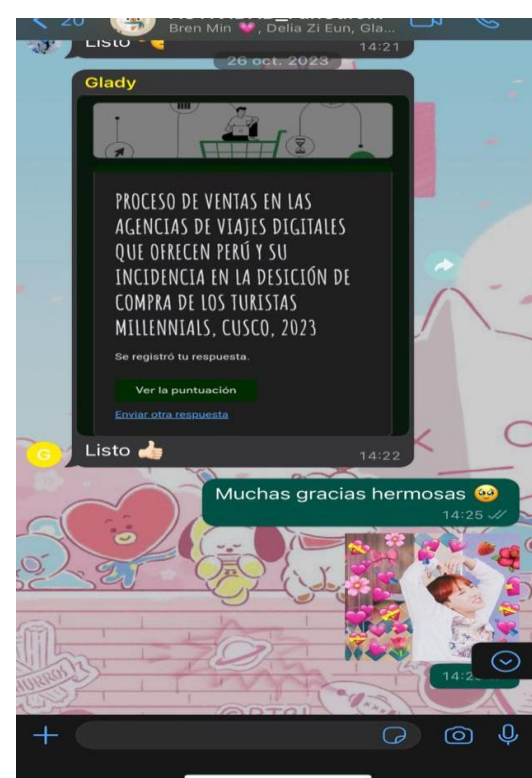 20
Bren Min 💗, Delia Zi Eun, Gla...
Listo
14:21
26 oct. 2023
Glady
PROCESO DE VENTAS EN LAS
AGENCIAS DE VIAJES DIGITALES
QUE OFRECEN PERÚ Y SU
INCIDENCIA EN LA DESICIÓN DE
COMPRA DE LOS TURISTAS
MILLENNIALS, CUSCO, 2023
Se registró tu respuesta.
Ver la puntuación
Enviar otra respuesta
G
Listo 👍🏻
14:22
Muchas gracias hermosas 🥹
14:25
CHURROS